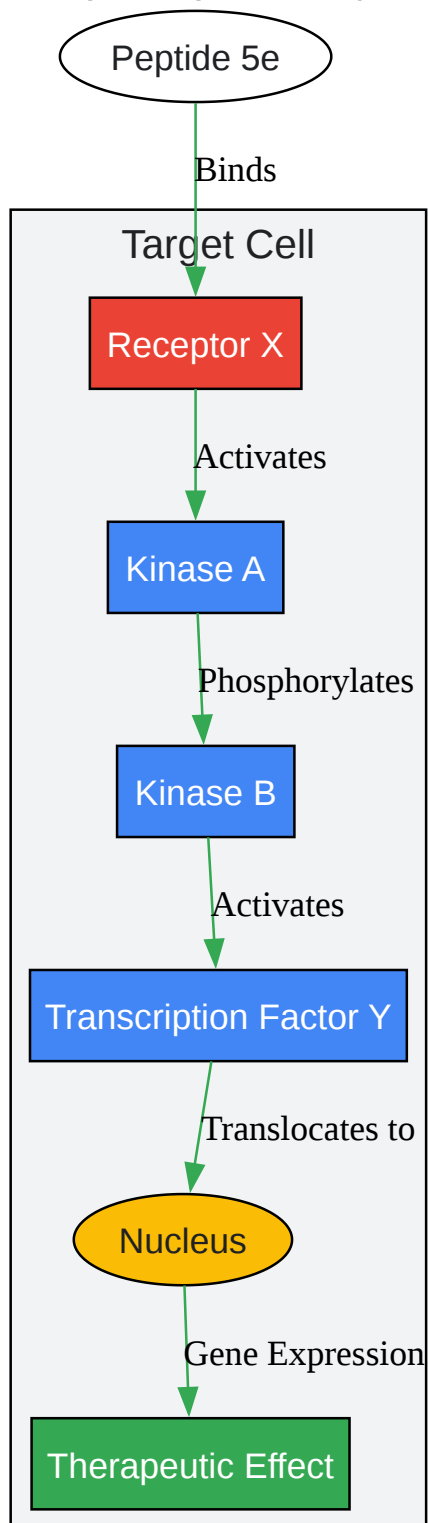 Peptide 5e
Binds
Target Cell
Receptor X
Activates
Kinase A
Phosphorylates
Kinase B
Activates
Transcription Factor Y
Translocates to
Nucleus
Gene Expression
Therapeutic Effect